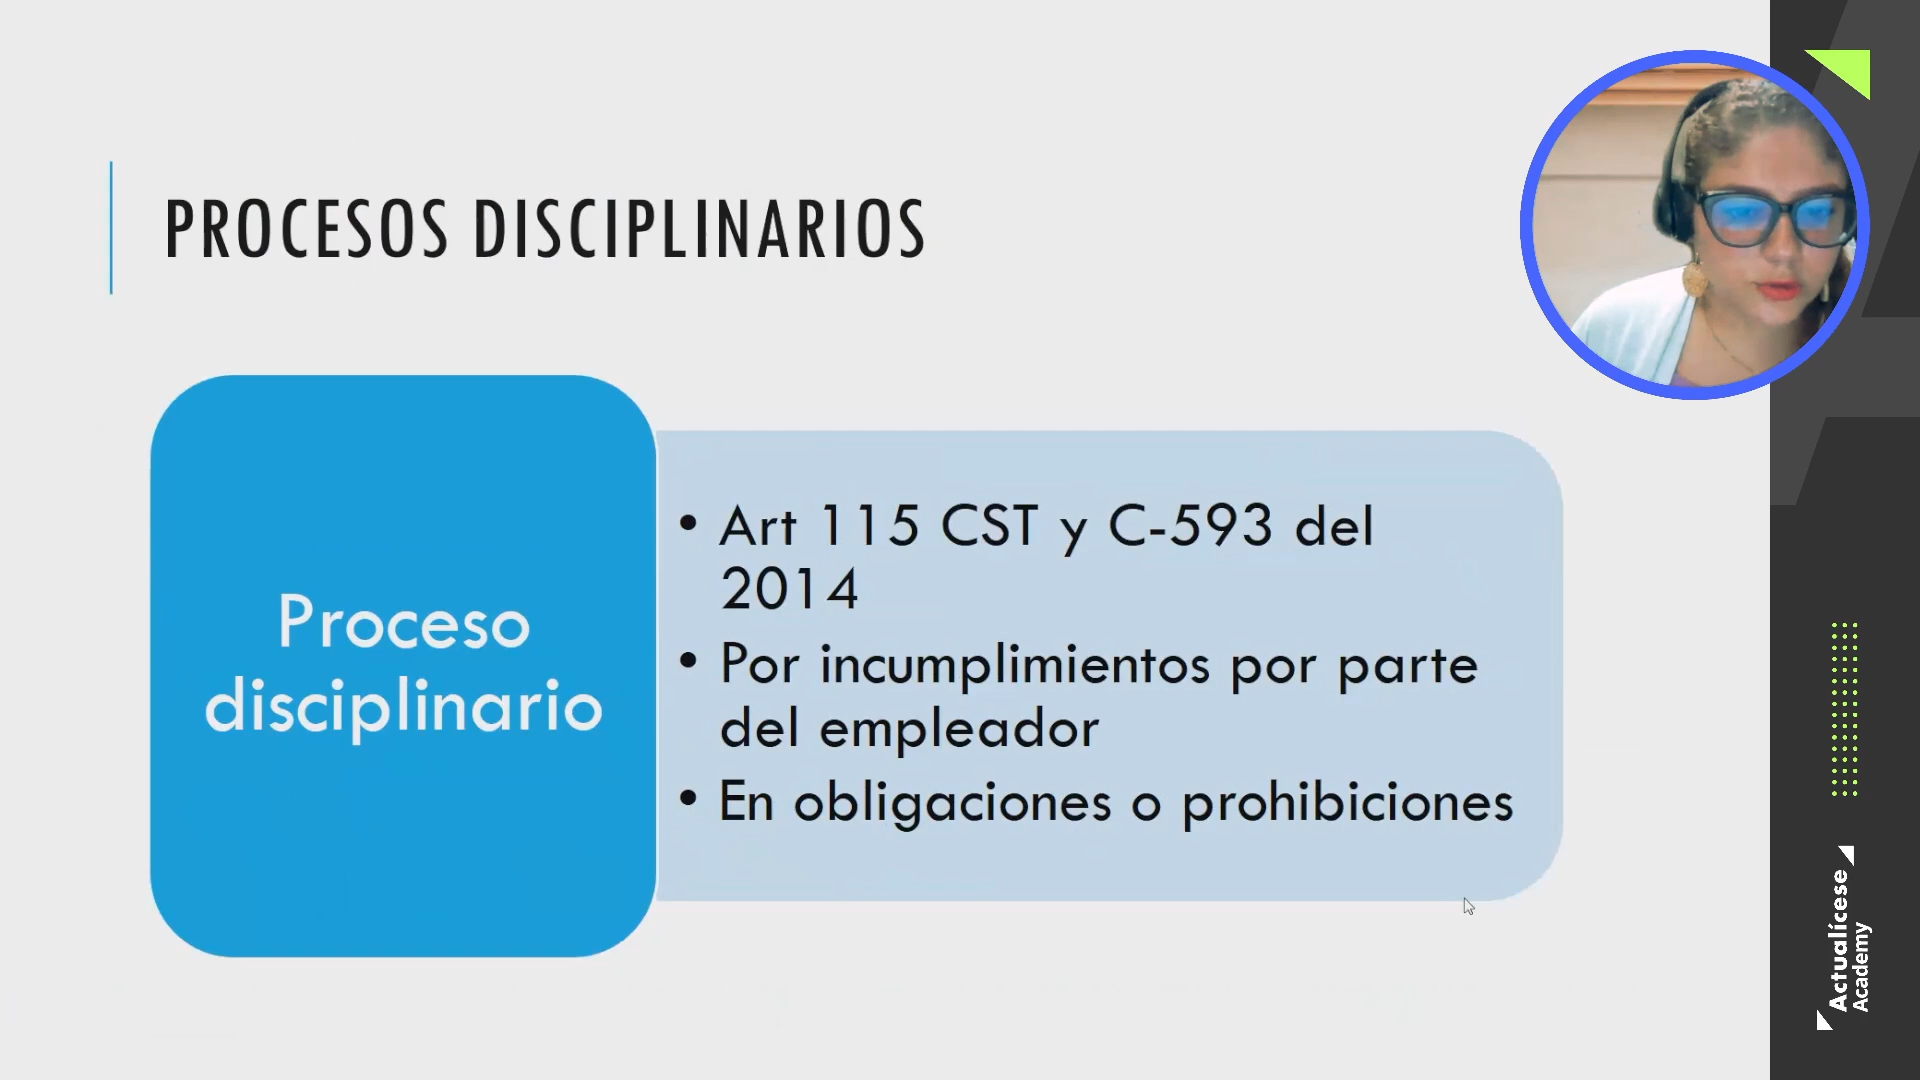 PROCESOS DISCIPLINARIOS
Proceso
disciplinario
• Art 115 CST y C-593 del
2014
• Por incumplimientos por parte
del empleador
• En obligaciones o prohibiciones
Actualícese
Academy